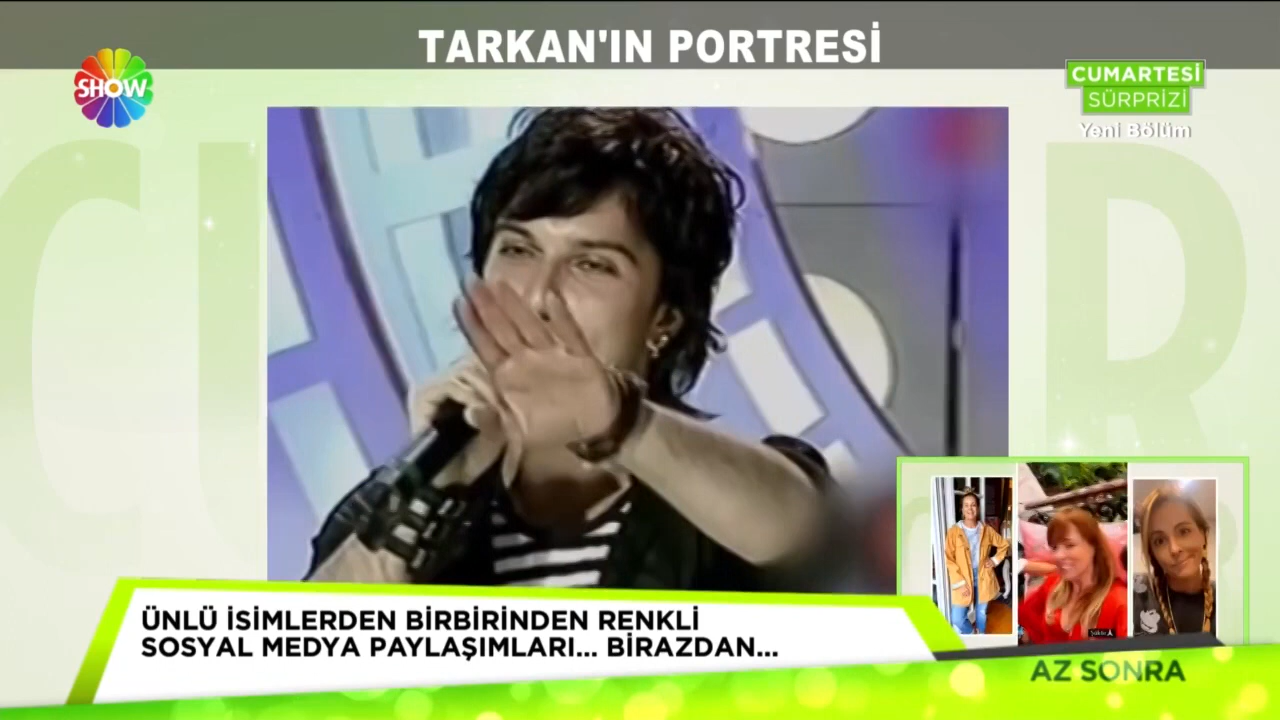 TARKAN'IN PORTRESİ
SHOW
CUMARTESİ
SÜRPRİZİ
Yeni Bölüm
ÜNLÜ İSİMLERDEN BİRBİRİNDEN RENKLİ
SOSYAL MEDYA PAYLAŞIMLARI... BİRAZDAN...
AZ SONRA